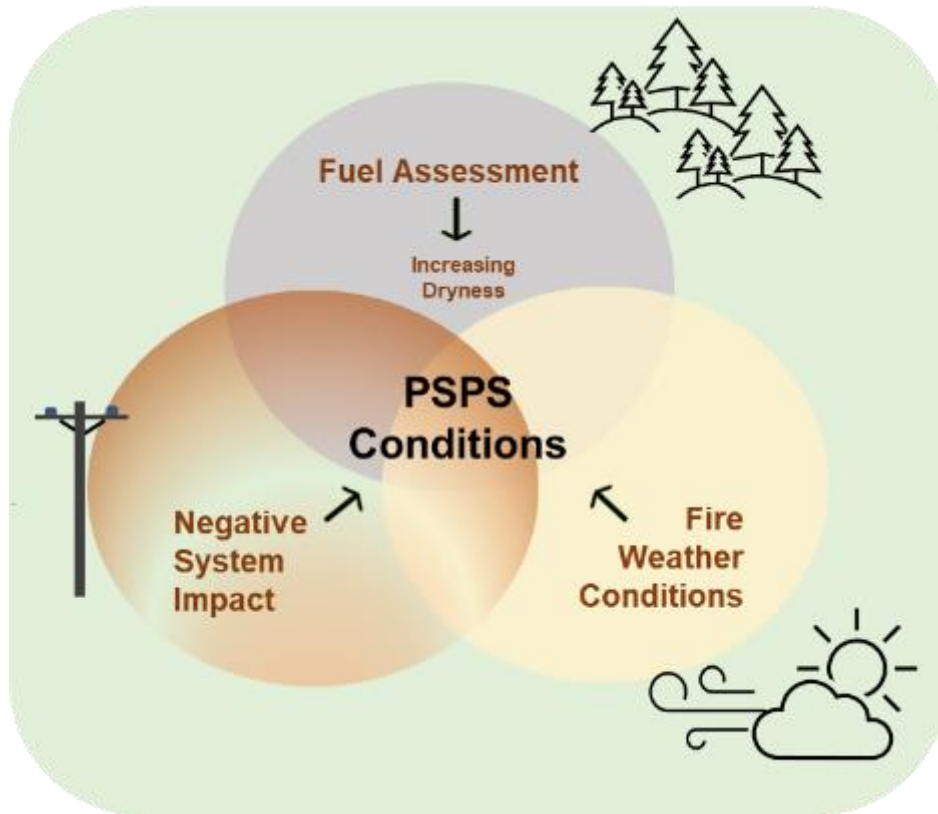 Fuel Assessment
Increasing
Dryness
PSPS
Conditions
Negative
System
Impact
Fire
Weather
Conditions